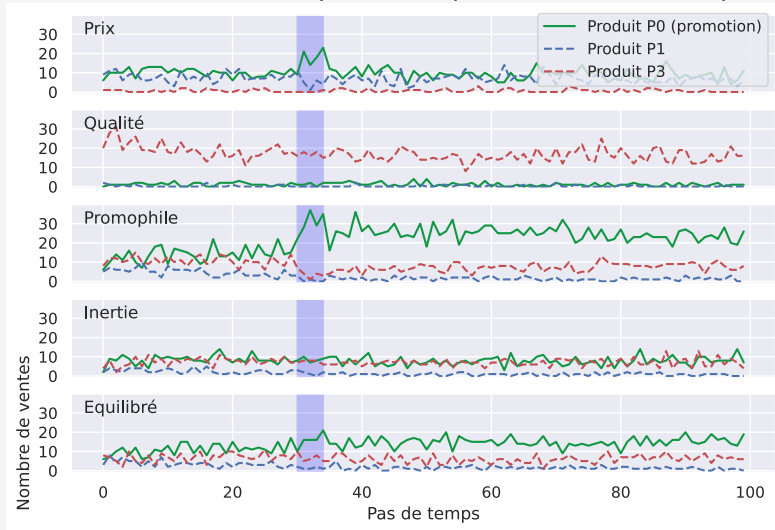 Prix
Produit P0 (promotion)
Produit P1
Produit P3
30
20
10
0
Qualité
30
20
10
0
Promophile
40
30
20
10
0
Inertie
30
20
10
0
Equilibré
30
20
10
0
0 20 40 60 80 100
Pas de temps
Nombre de ventes